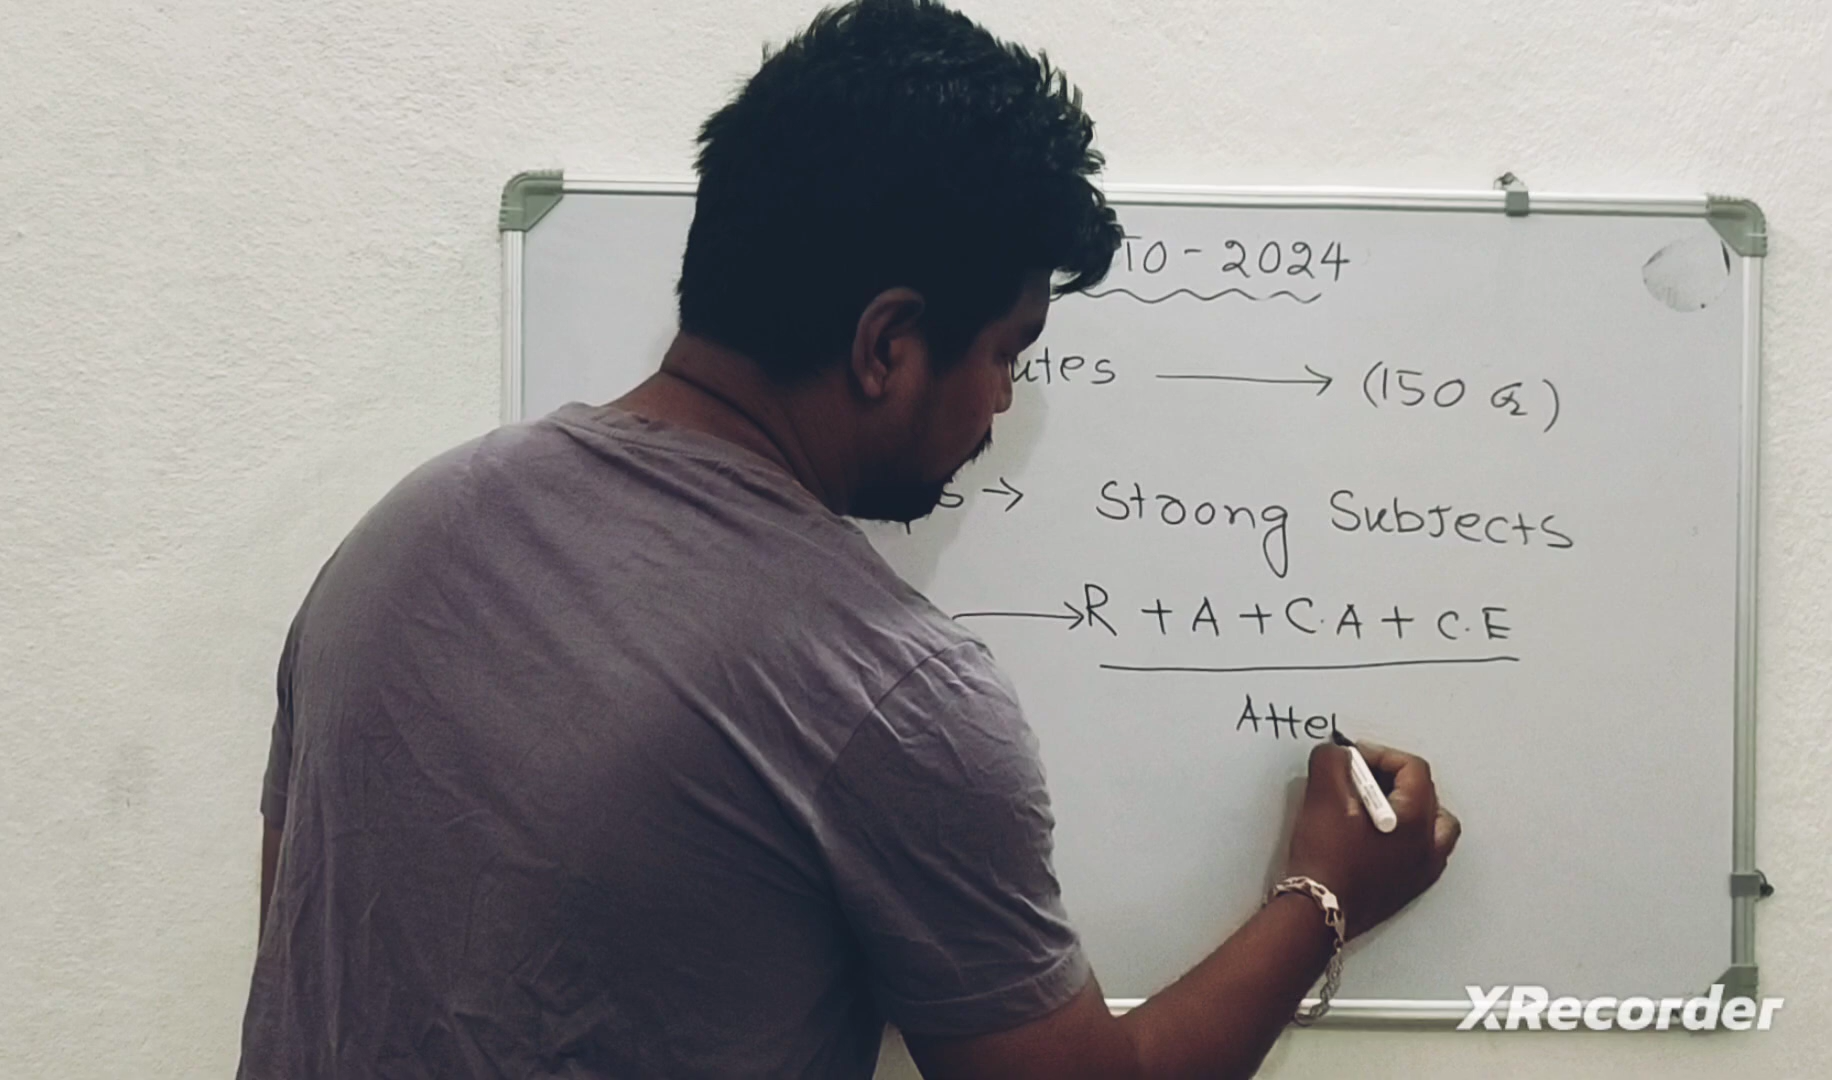 TO - 2024
utes → (150 Q)
s → Stoong Subjects
→ R + A + C.A + C.E
Atte
XRecorder